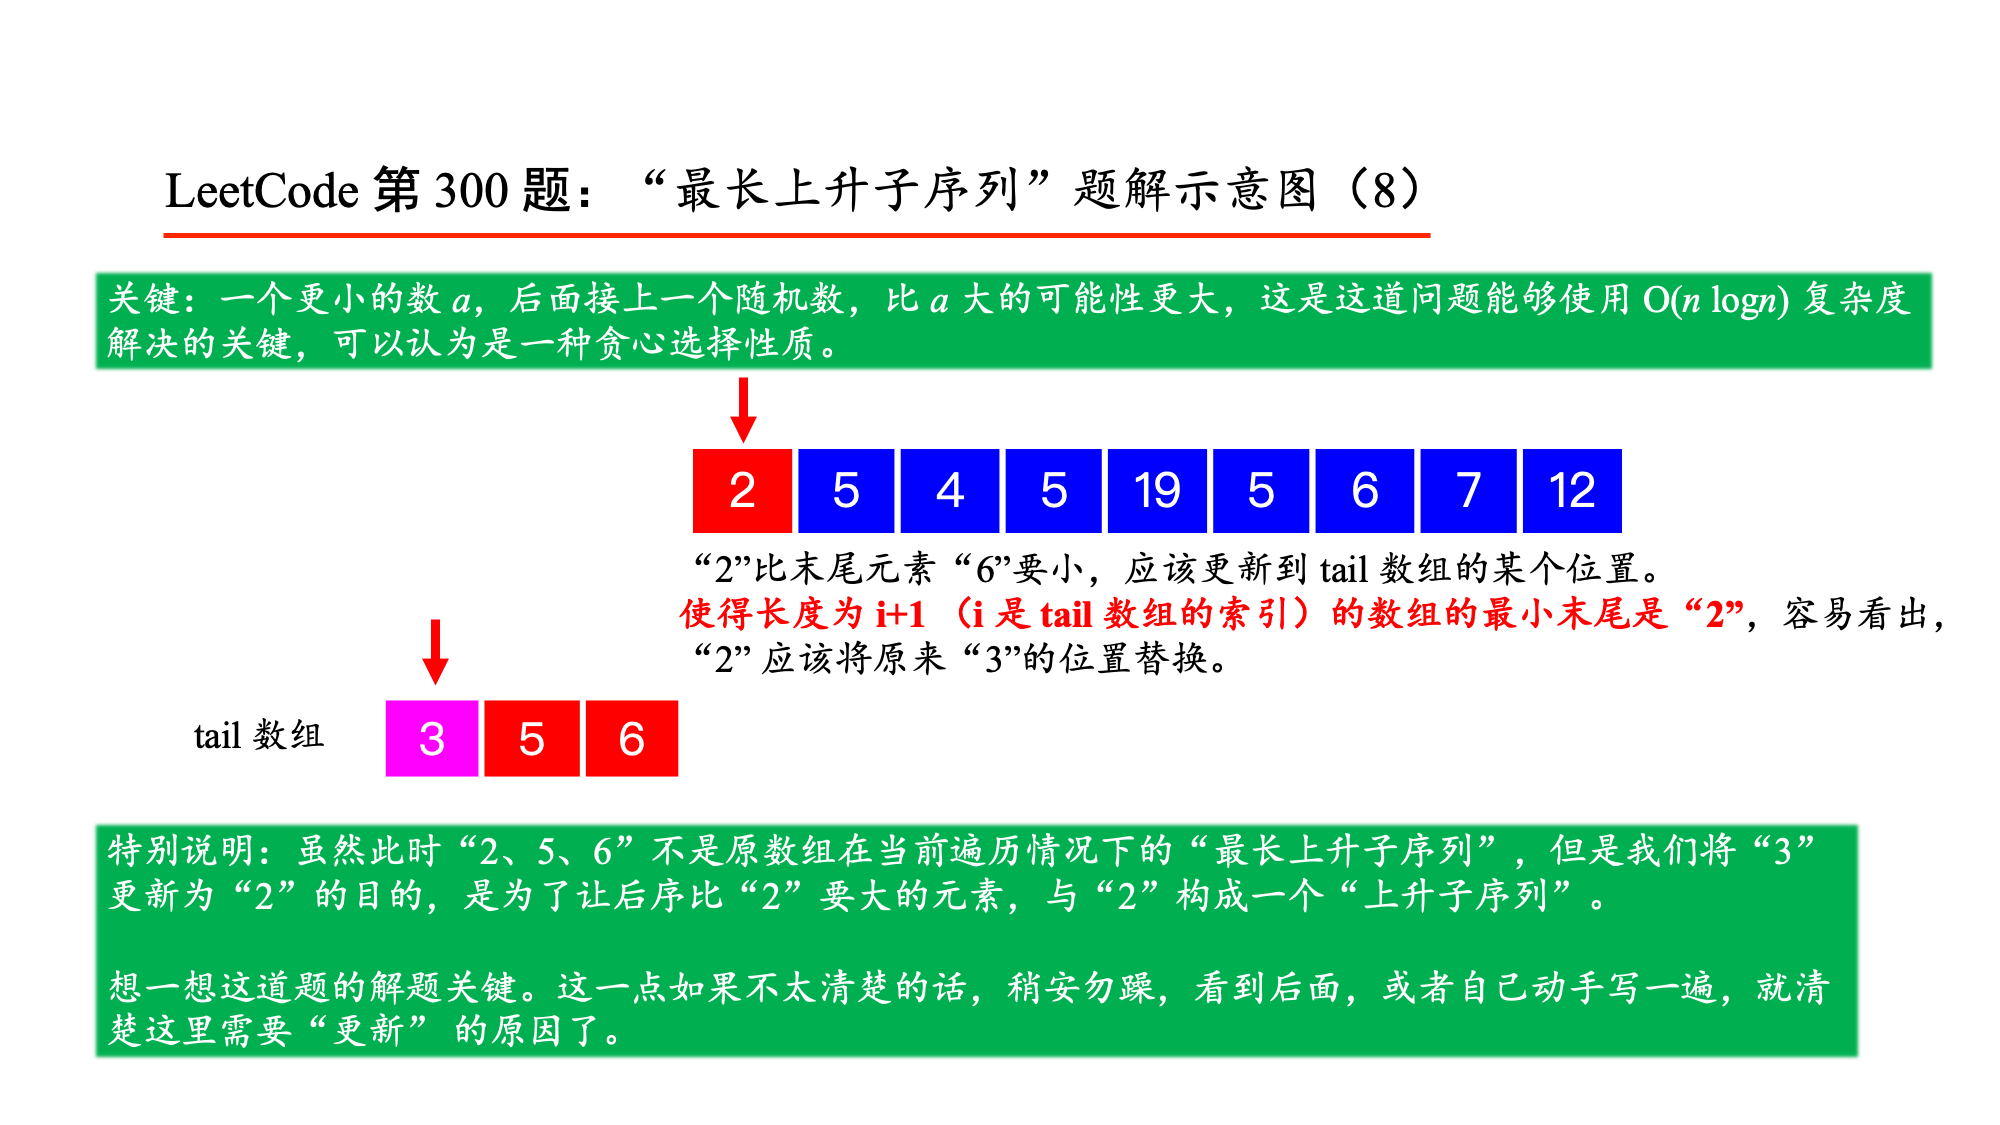 LeetCode 第 300 题：“最长上升子序列”题解示意图（8）
关键：一个更小的数 a，后面接上一个随机数，比 a 大的可能性更大，这是这道问题能够使用 O(n logn) 复杂度
解决的关键，可以认为是一种贪心选择性质。
2 5 4 5 19 5 6 7 12
“2”比末尾元素“6”要小，应该更新到 tail 数组的某个位置。
使得长度为 i+1 （i 是 tail 数组的索引）的数组的最小末尾是“2”，容易看出，
“2” 应该将原来“3”的位置替换。
tail 数组 3 5 6
特别说明：虽然此时“2、5、6”不是原数组在当前遍历情况下的“最长上升子序列”，但是我们将“3”
更新为“2”的目的，是为了让后序比“2”要大的元素，与“2”构成一个“上升子序列”。
想一想这道题的解题关键。这一点如果不太清楚的话，稍安勿躁，看到后面，或者自己动手写一遍，就清
楚这里需要“更新” 的原因了。